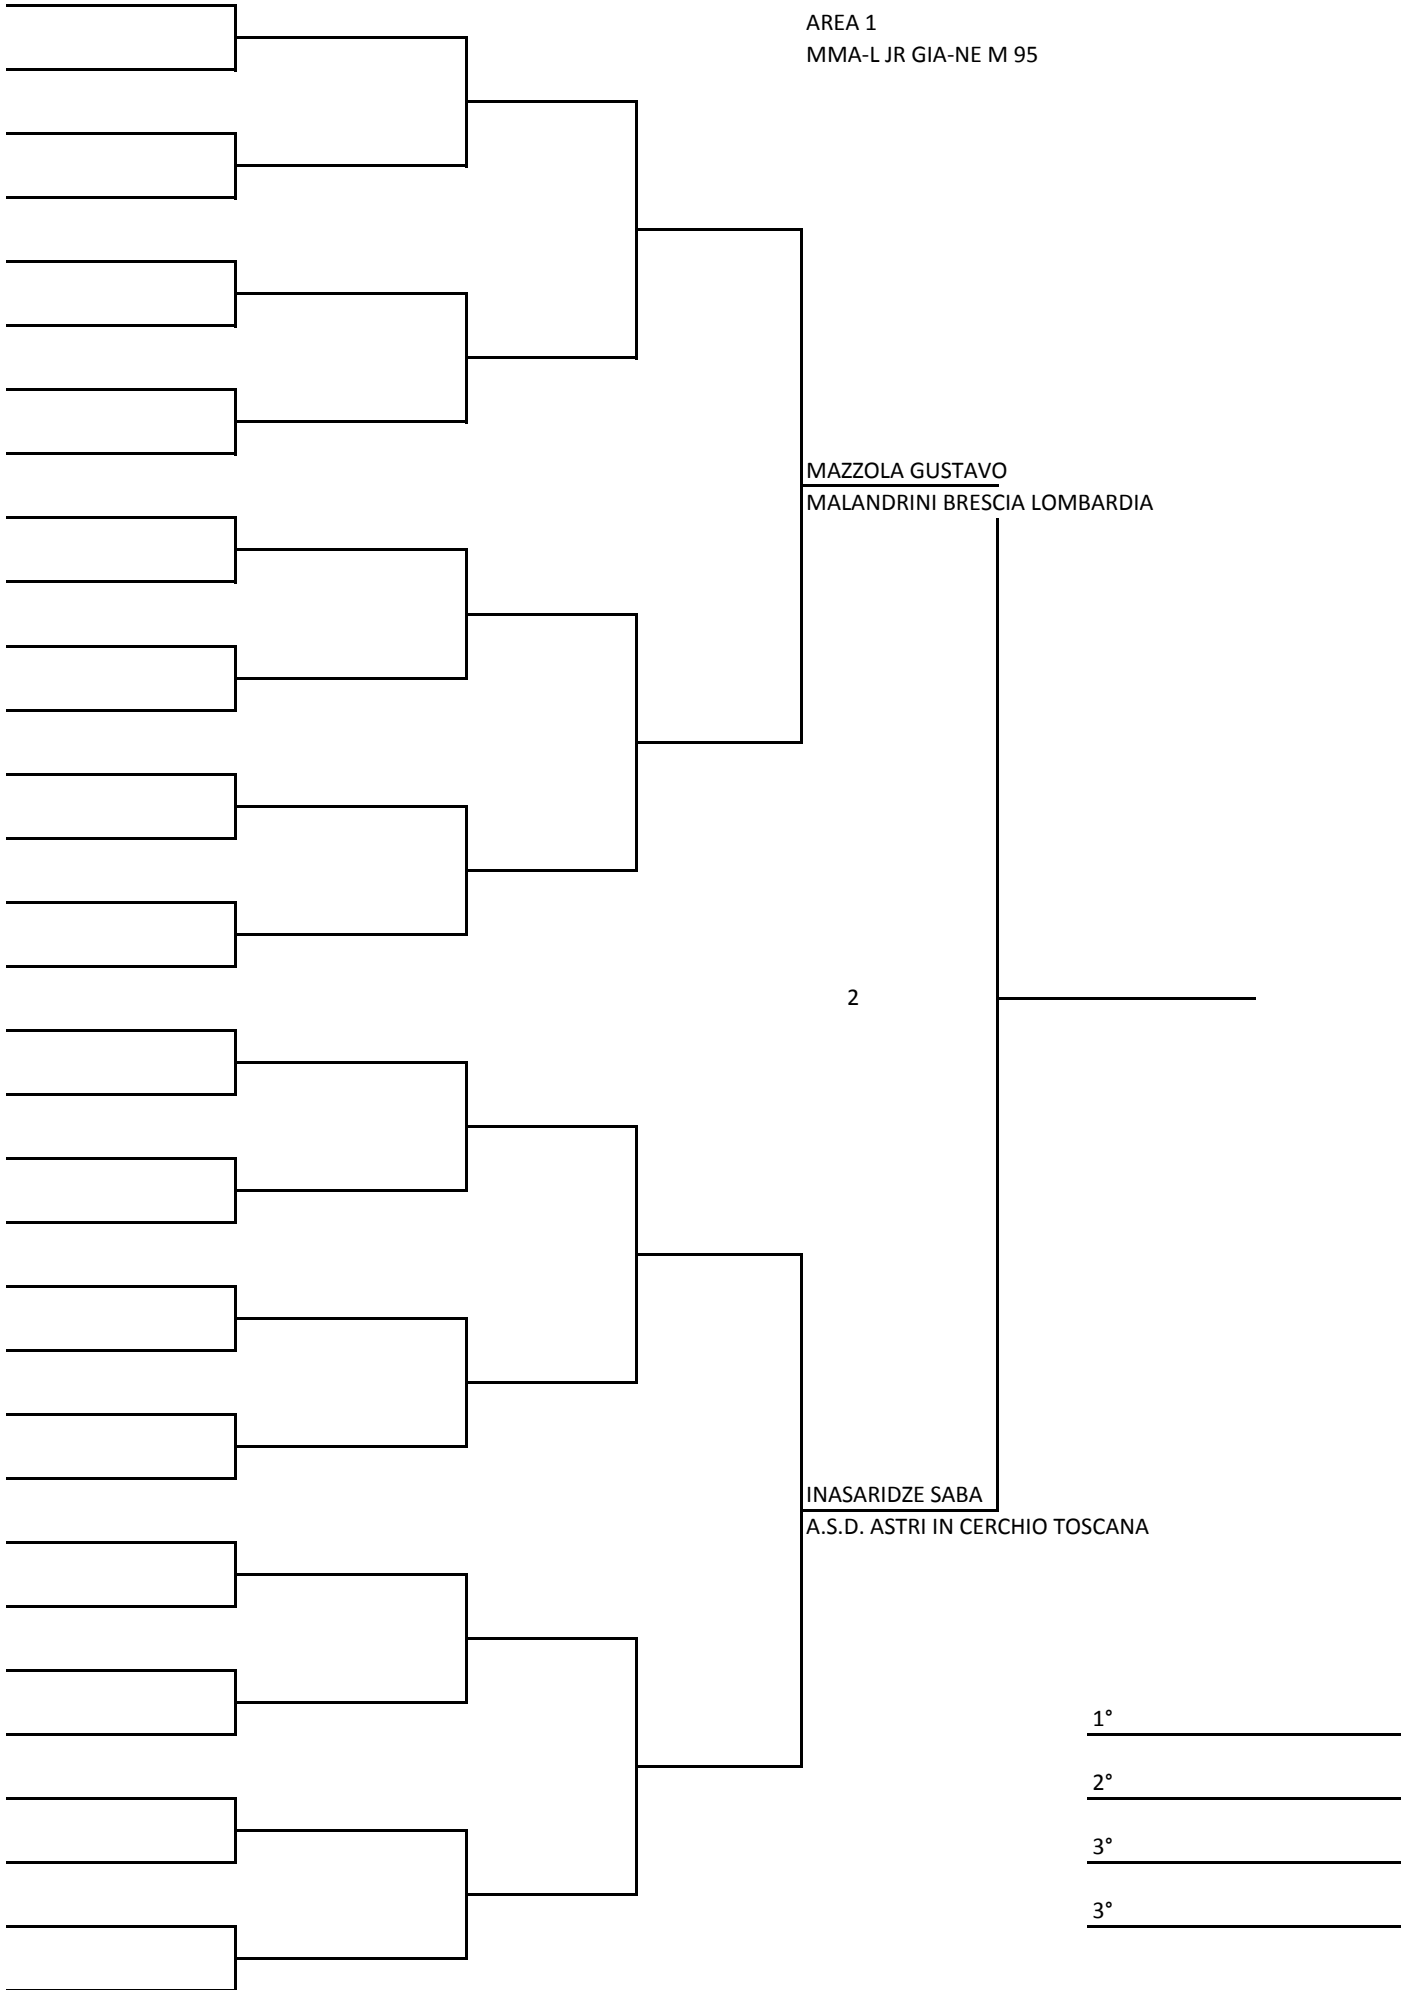 AREA 1
MMA-L JR GIA-NE M 95
MAZZOLA GUSTAVO
MALANDRINI BRESCIA LOMBARDIA
2
INASARIDZE SABA
A.S.D. ASTRI IN CERCHIO TOSCANA
1°
2°
3°
3°